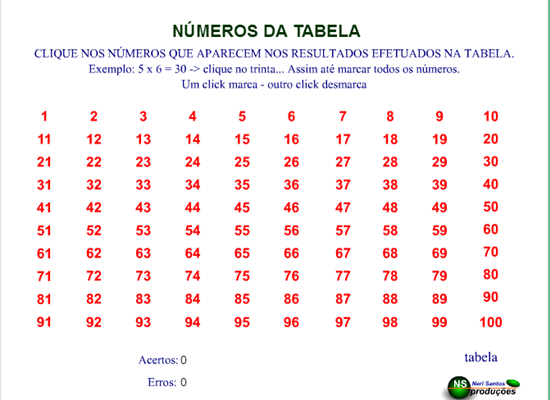 NÚMEROS DA TABELA
CLIQUE NOS NÚMEROS QUE APARECEM NOS RESULTADOS EFETUADOS NA TABELA.
Exemplo: 5 x 6 = 30 -> clique no trinta... Assim até marcar todos os números.
Um click marca - outro click desmarca
1 2 3 4 5 6 7 8 9 10
11 12 13 14 15 16 17 18 19 20
21 22 23 24 25 26 27 28 29 30
31 32 33 34 35 36 37 38 39 40
41 42 43 44 45 46 47 48 49 50
51 52 53 54 55 56 57 58 59 60
61 62 63 64 65 66 67 68 69 70
71 72 73 74 75 76 77 78 79 80
81 82 83 84 85 86 87 88 89 90
91 92 93 94 95 96 97 98 99 100
Acertos: 0
tabela
Erros: 0
NS Neri Santos
produções